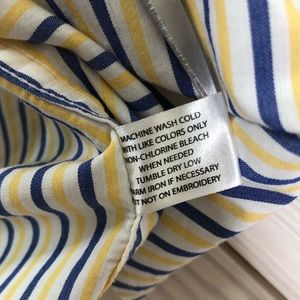 MACHINE WASH COLD
WITH LIKE COLORS ONLY
NON-CHLORINE BLEACH
WHEN NEEDED
TUMBLE DRY LOW
WARM IRON IF NECESSARY
BUT NOT ON EMBROIDERY